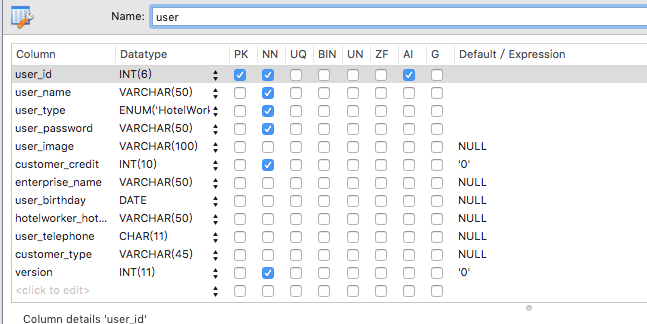 Name: user
Column Datatype PK NN UQ BIN UN ZF AI G Default / Expression
user_id INT(6)
user_name VARCHAR(50)
user_type ENUM('HotelWork
user_password VARCHAR(50)
user_image VARCHAR(100) NULL
customer_credit INT(10) '0'
enterprise_name VARCHAR(50) NULL
user_birthday DATE NULL
hotelworker_hot... VARCHAR(50) NULL
user_telephone CHAR(11) NULL
customer_type VARCHAR(45) NULL
version INT(11) '0'
<click to edit>
Column details 'user_id'